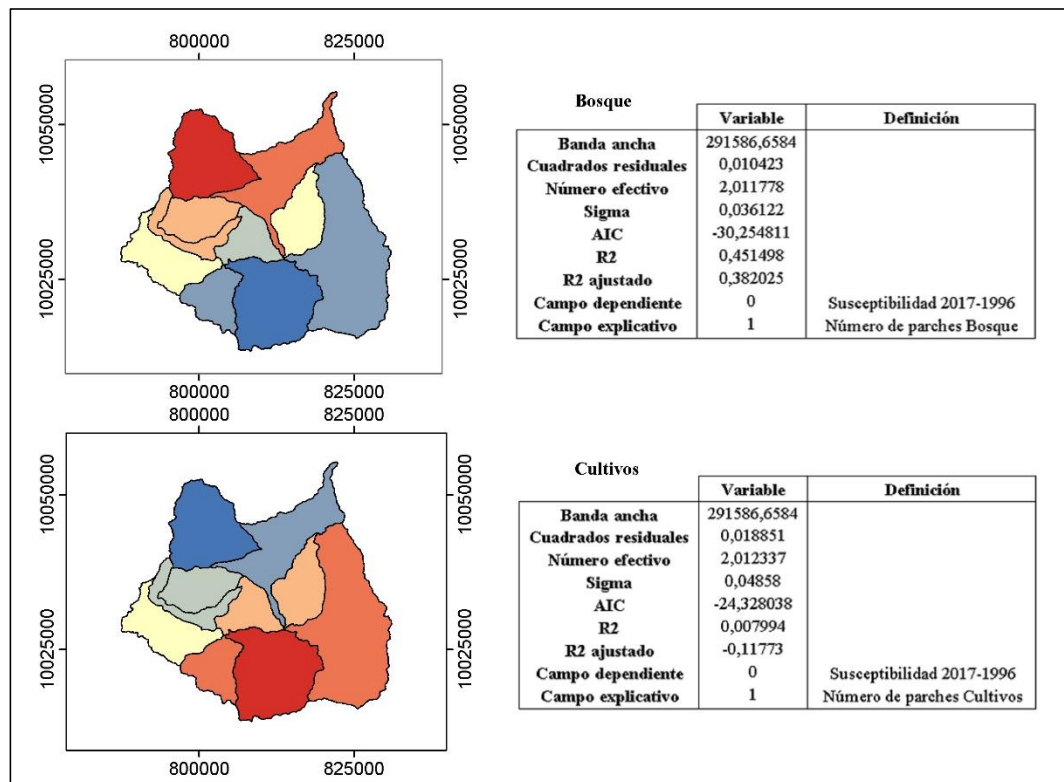 800000 825000
10050000
10025000
Bosque
Variable Definición
Banda ancha 291586,6584
Cuadrados residuales 0,010423
Número efectivo 2,011778
Sigma 0,036122
AIC -30,254811
R2 0,451498
R2 ajustado 0,382025
Campo dependiente 0 Susceptibilidad 2017-1996
Campo explicativo 1 Número de parches Bosque
10050000
10025000
800000 825000
800000 825000
10050000
10025000
Cultivos
Variable Definición
Banda ancha 291586,6584
Cuadrados residuales 0,018851
Número efectivo 2,012337
Sigma 0,04858
AIC -24,328038
R2 0,007994
R2 ajustado -0,11773
Campo dependiente 0 Susceptibilidad 2017-1996
Campo explicativo 1 Número de parches Cultivos
10050000
10025000
800000 825000